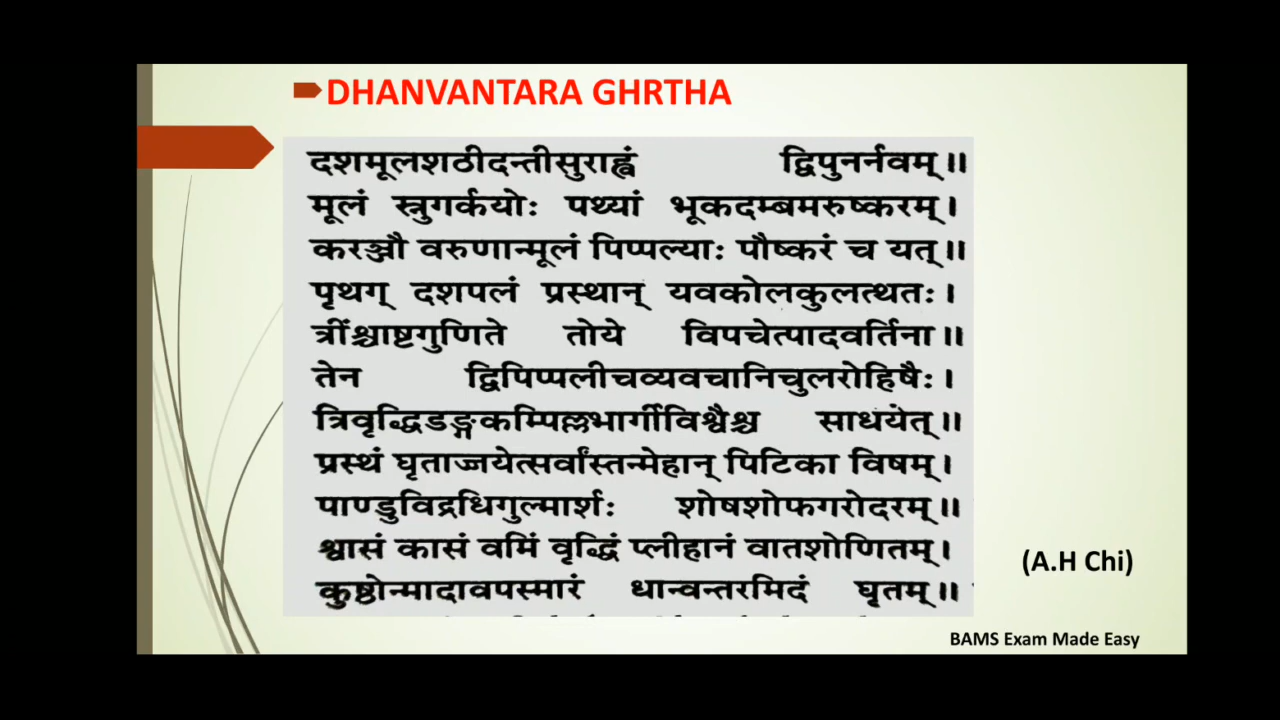 DHANVANTARA GHRTHA
दशमूलशठीदन्तीसुराह्वं द्विपुनर्नवम्॥
मूलं स्नुगर्कयोः पथ्यां भूकदम्बमरुष्करम्।
करञ्जौ वरुणान्मूलं पिप्पल्याः पौष्करं च यत्॥
पृथग् दशपलं प्रस्थान् यवकोलकुलत्थतः।
त्रींश्चाष्टगुणिते तोये विपचेत्पादवर्तिना॥
तेन द्विपिप्पलीचव्यवचानिचुलरोहिषैः।
त्रिवृद्विडङ्गकम्पिल्लभार्गीविश्वैश्च साधयेत्॥
प्रस्थं घृताज्जयेत्सर्वांस्तन्मेहान् पिटिका विषम्।
पाण्डुविद्रधिगुल्मार्शः शोषशोफगरोदरम्॥
श्वासं कासं वमिं वृद्धिं प्लीहानं वातशोणितम्।
कुष्ठोन्मादावपस्मारं धान्वन्तरमिदं घृतम्॥
(A.H Chi)
BAMS Exam Made Easy